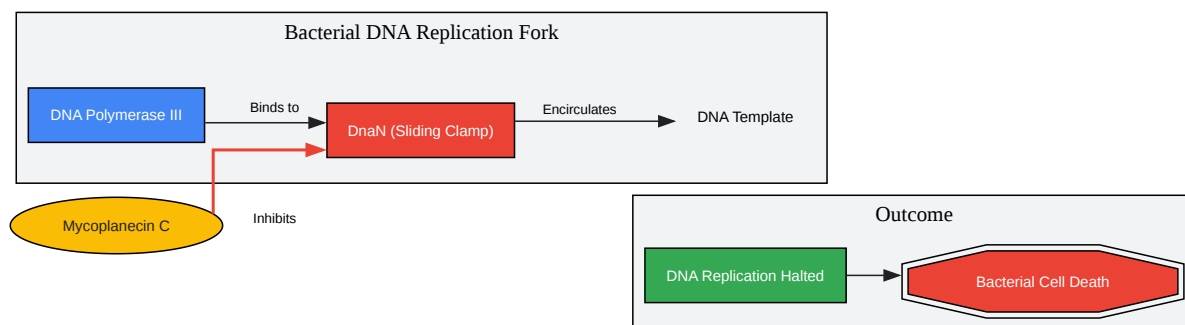 Bacterial DNA Replication Fork
DNA Polymerase III
Binds to
DnaN (Sliding Clamp)
Encirculates
DNA Template
Mycoplanecin C
Inhibits
Outcome
DNA Replication Halted
Bacterial Cell Death